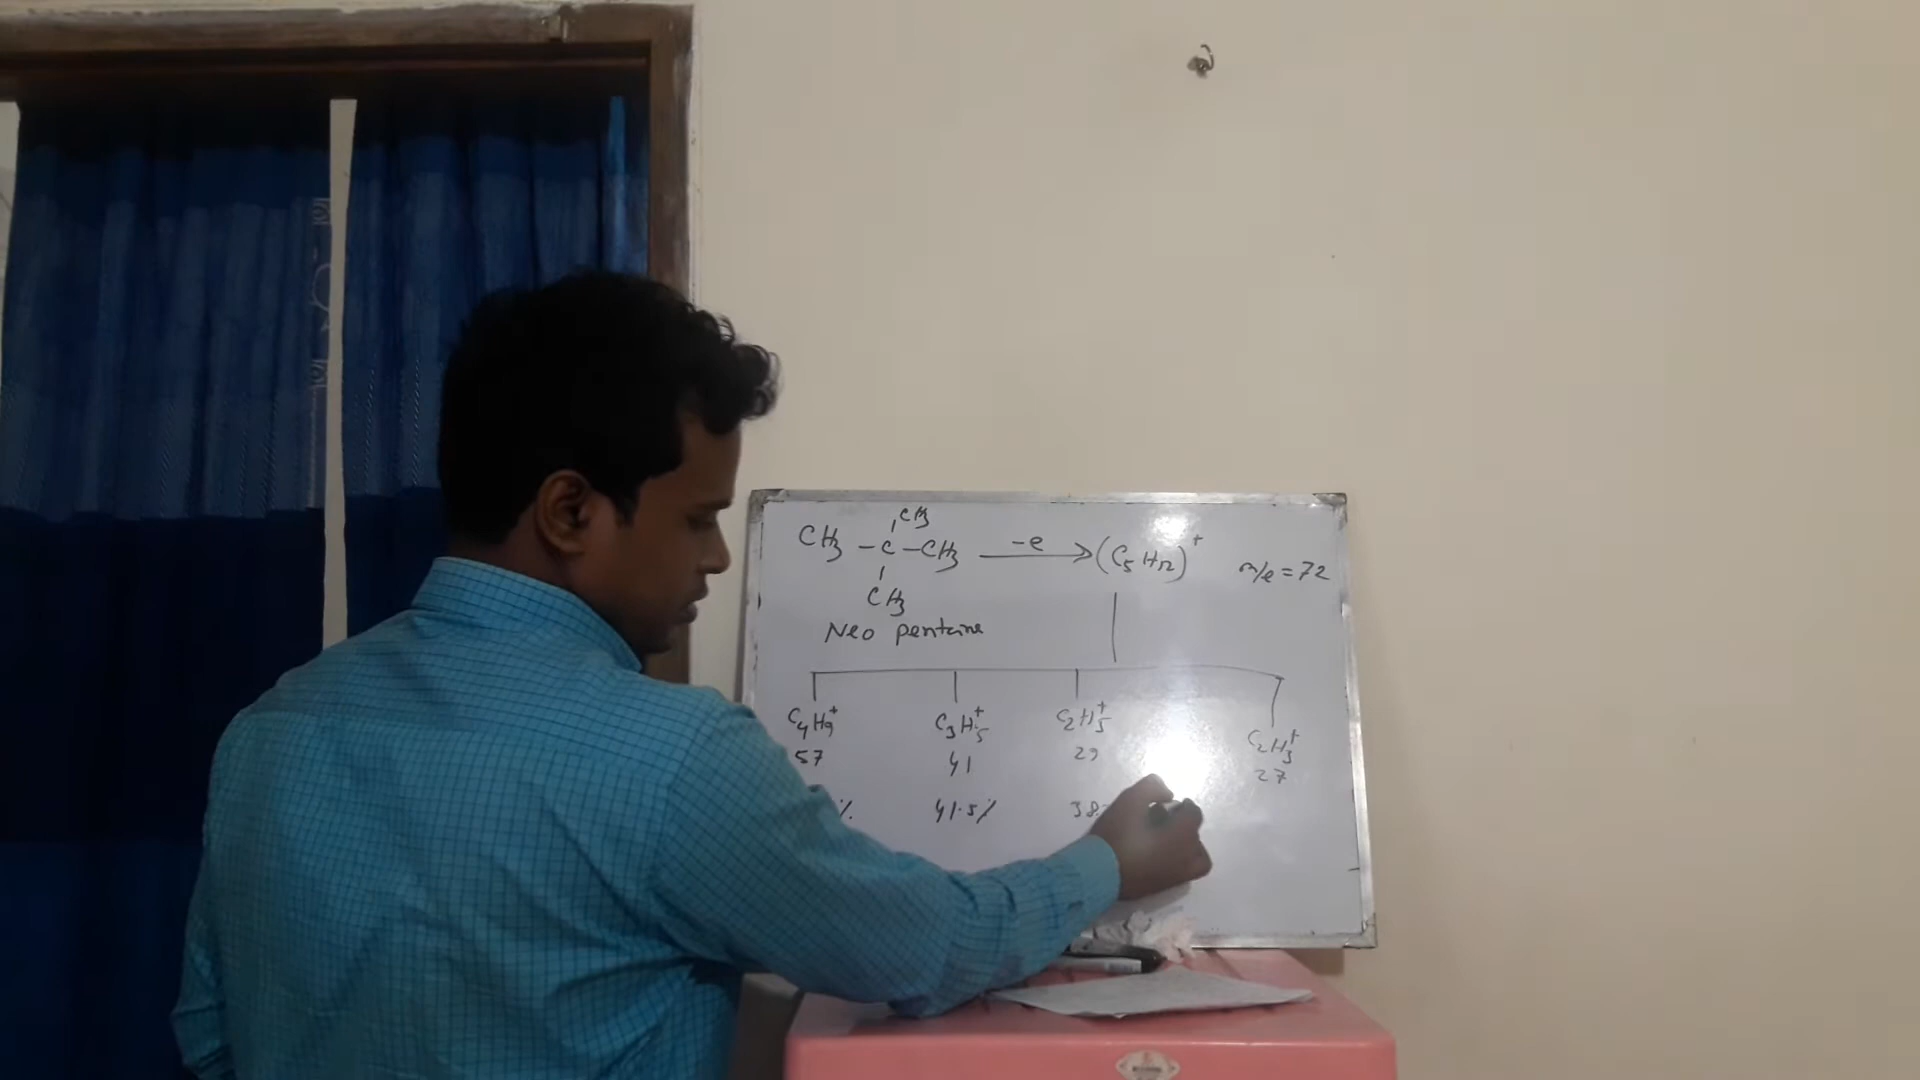 CH3
CH3 - C - CH3 -e → (C5H12)+ m/e = 72
CH3
Neo pentane
C4H9+ C3H5+ C2H5+ C2H3+
57 41 29 27
% 41.5% 38.